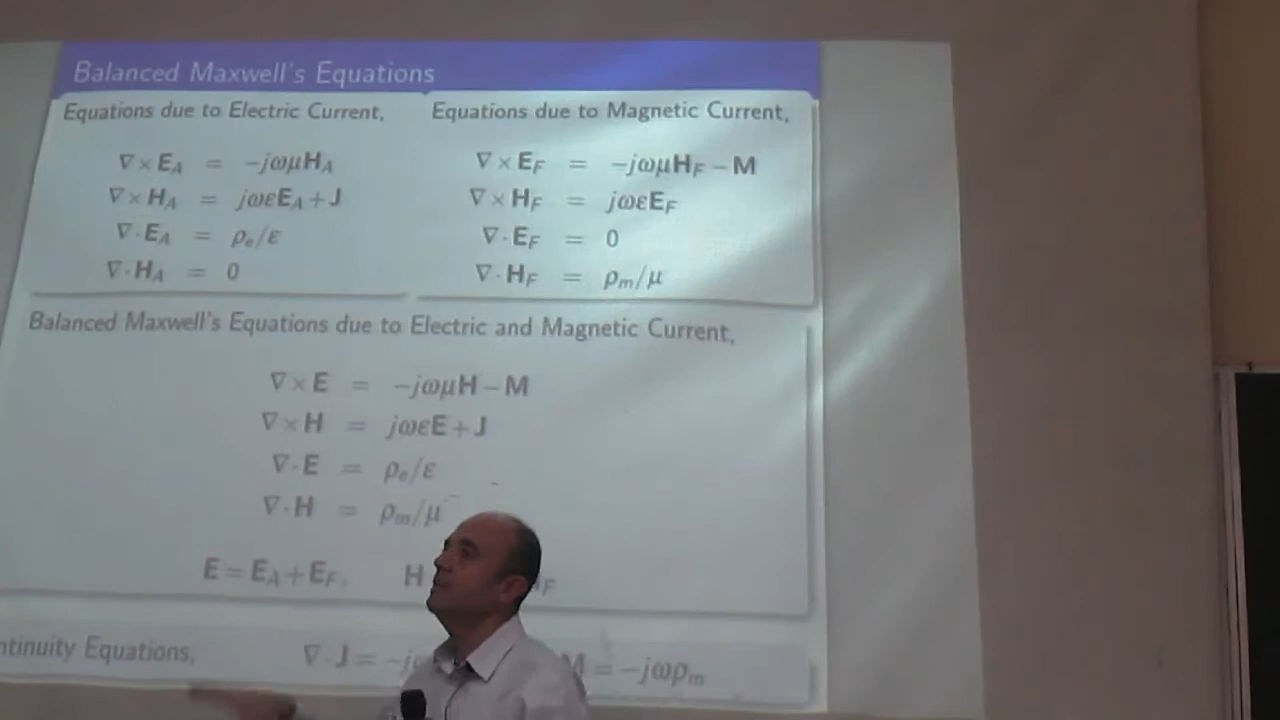 Balanced Maxwell's Equations
Equations due to Electric Current,
∇ × E_A = −jωμH_A
∇ × H_A = jωεE_A + J
∇ · E_A = ρ_e/ε
∇ · H_A = 0
Equations due to Magnetic Current,
∇ × E_F = −jωμH_F − M
∇ × H_F = jωεE_F
∇ · E_F = 0
∇ · H_F = ρ_m/μ
Balanced Maxwell's Equations due to Electric and Magnetic Current,
∇ × E = −jωμH − M
∇ × H = jωεE + J
∇ · E = ρ_e/ε
∇ · H = ρ_m/μ
E = E_A + E_F, H F
ntinuity Equations, ∇ · J = −j M = −jωρ_m